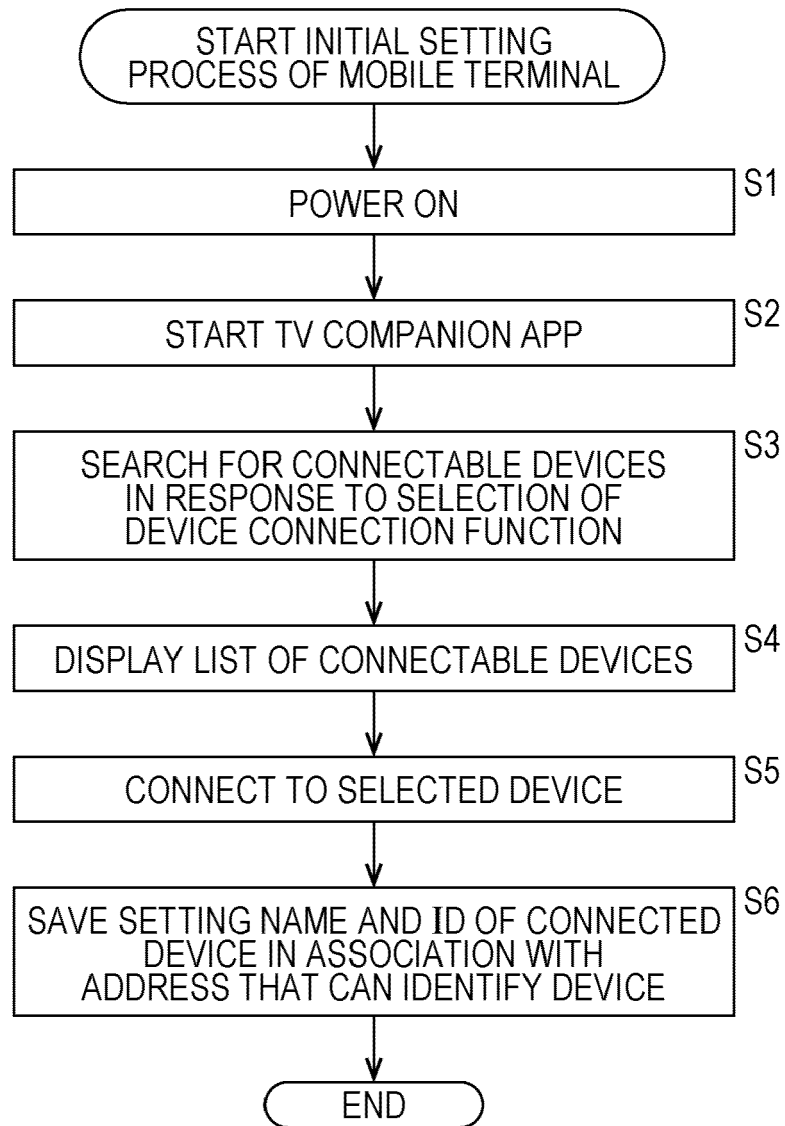 START INITIAL SETTING
PROCESS OF MOBILE TERMINAL
S1
POWER ON
S2
START TV COMPANION APP
S3
SEARCH FOR CONNECTABLE DEVICES
IN RESPONSE TO SELECTION OF
DEVICE CONNECTION FUNCTION
S4
DISPLAY LIST OF CONNECTABLE DEVICES
S5
CONNECT TO SELECTED DEVICE
S6
SAVE SETTING NAME AND ID OF CONNECTED
DEVICE IN ASSOCIATION WITH
ADDRESS THAT CAN IDENTIFY DEVICE
END